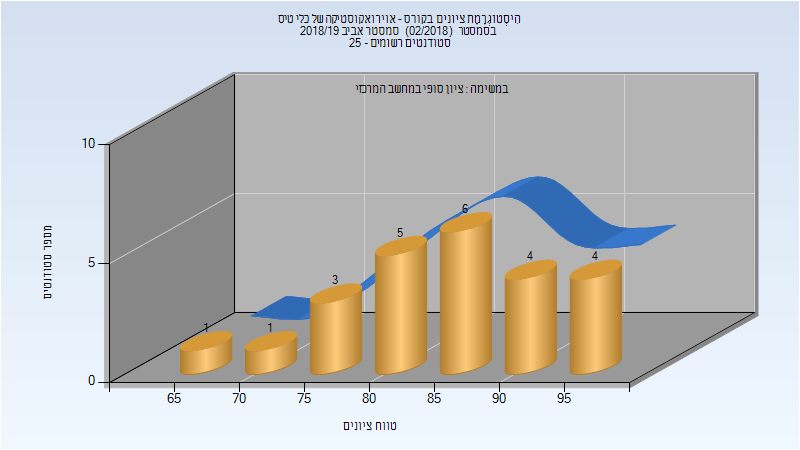 היסטוגרמת ציונים בקורס - אוירואקוסטיקה של כלי טיס
בסמסטר (02/2018) סמסטר אביב 2018/19
סטודנטים רשומים - 25
במשימה : ציון סופי במחשב המרכזי
10
5
0
מספר סטודנטים
1
1
3
5
6
4
4
65
70
75
80
85
90
95
טווח ציונים